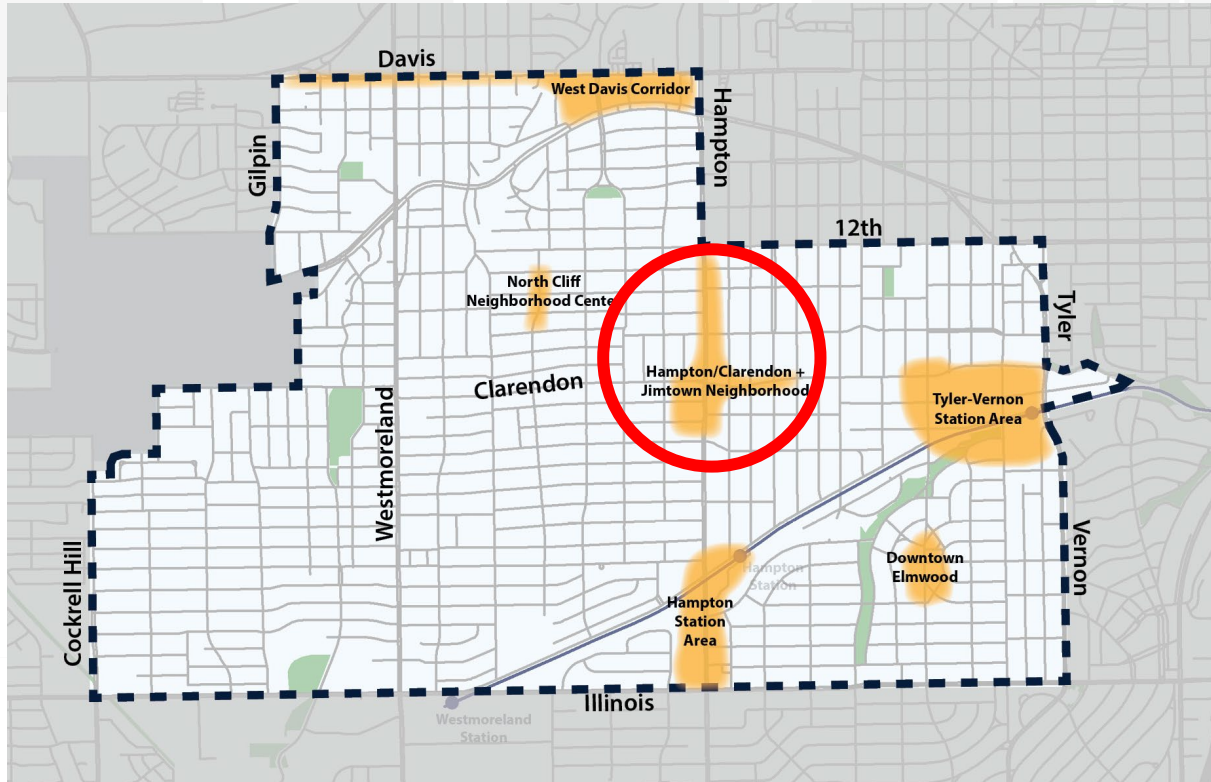 Davis
West Davis Corridor
Hampton
Gilpin
12th
North Cliff
Neighborhood Cente
Tyler
Clarendon
Hampton/Clarendon +
Jimtown Neighborhood
Westmoreland
Tyler-Vernon
Station Area
Cockrell Hill
Vernon
Downtown
Elmwood
Hampton
Station
Hampton
Station
Area
Illinois
Westmoreland
Station